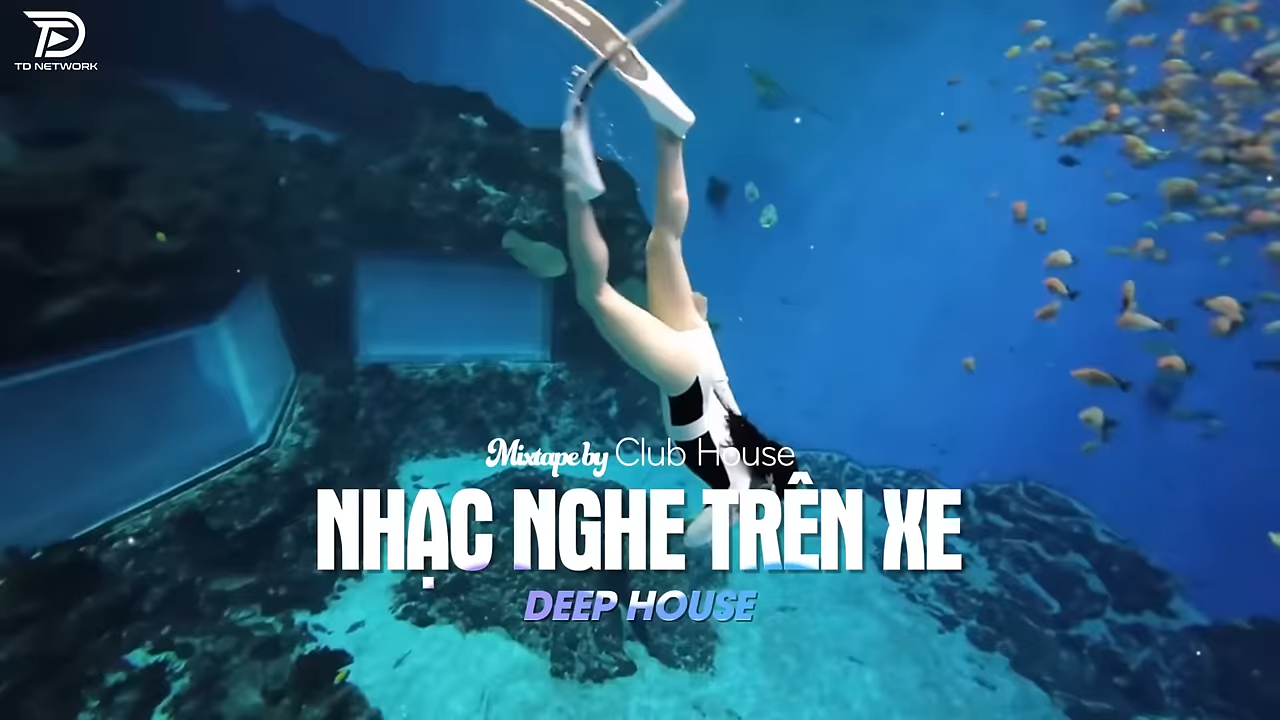 TD NETWORK
Mixtape by Club House
NHẠC NGHE TRÊN XE
DEEP HOUSE